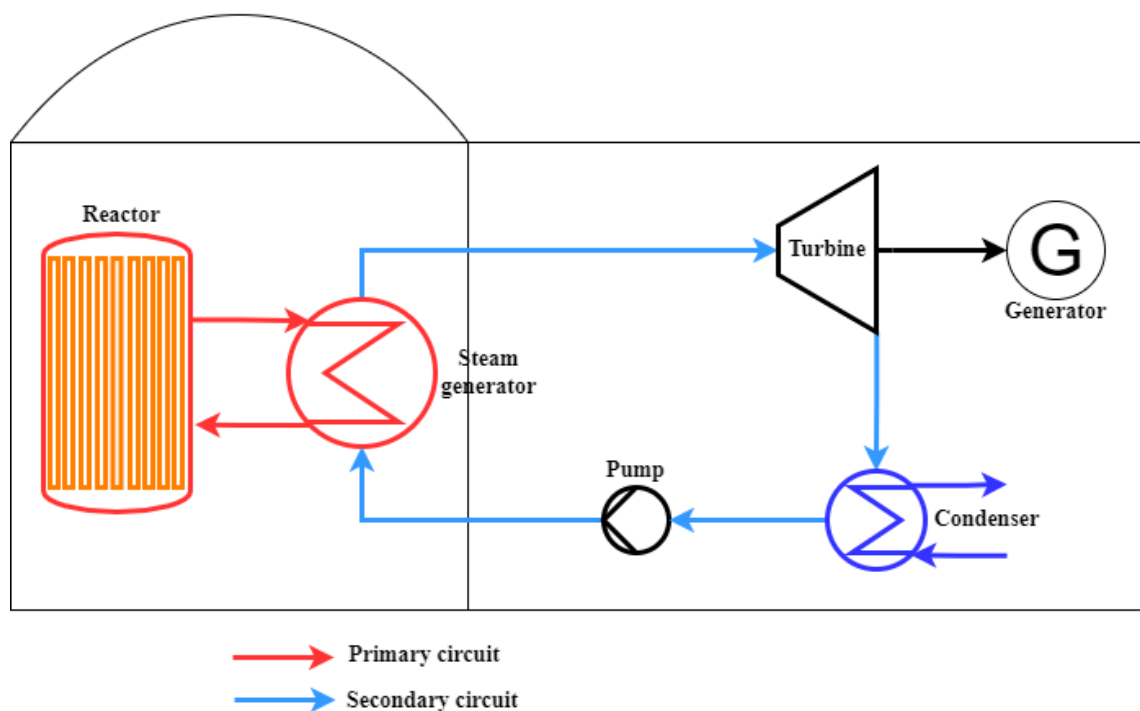 Reactor
Turbine
G
Generator
Steam
generator
Pump
Condenser
Primary circuit
Secondary circuit